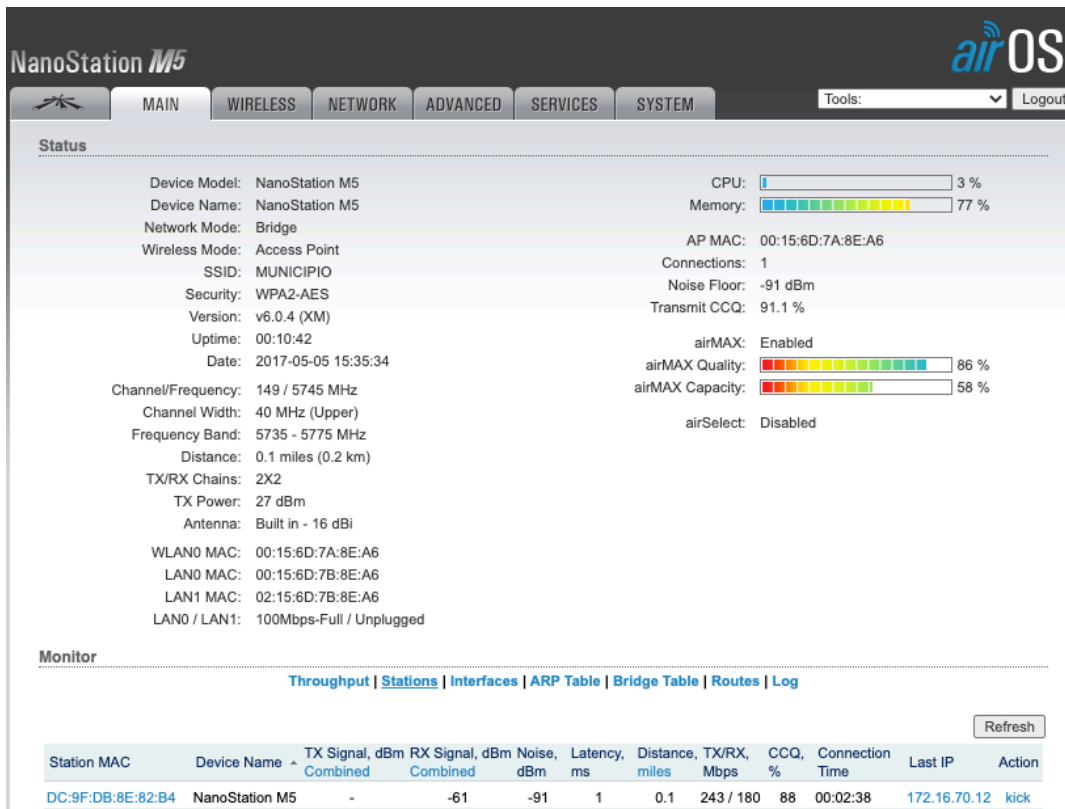 NanoStation M5
airOS
MAIN WIRELESS NETWORK ADVANCED SERVICES SYSTEM Tools: Logout
Status
Device Model: NanoStation M5
Device Name: NanoStation M5
Network Mode: Bridge
Wireless Mode: Access Point
SSID: MUNICIPIO
Security: WPA2-AES
Version: v6.0.4 (XM)
Uptime: 00:10:42
Date: 2017-05-05 15:35:34
Channel/Frequency: 149 / 5745 MHz
Channel Width: 40 MHz (Upper)
Frequency Band: 5735 - 5775 MHz
Distance: 0.1 miles (0.2 km)
TX/RX Chains: 2X2
TX Power: 27 dBm
Antenna: Built in - 16 dBi
WLAN0 MAC: 00:15:6D:7A:8E:A6
LAN0 MAC: 00:15:6D:7B:8E:A6
LAN1 MAC: 02:15:6D:7B:8E:A6
LAN0 / LAN1: 100Mbps-Full / Unplugged
CPU: 3 %
Memory: 77 %
AP MAC: 00:15:6D:7A:8E:A6
Connections: 1
Noise Floor: -91 dBm
Transmit CCQ: 91.1 %
airMAX: Enabled
airMAX Quality: 86 %
airMAX Capacity: 58 %
airSelect: Disabled
Monitor
Throughput | Stations | Interfaces | ARP Table | Bridge Table | Routes | Log
Refresh
Station MAC Device Name TX Signal, dBm Combined RX Signal, dBm Combined Noise, dBm Latency, ms Distance, miles TX/RX, Mbps CCQ, % Connection Time Last IP Action
DC:9F:DB:8E:82:B4 NanoStation M5 - -61 -91 1 0.1 243 / 180 88 00:02:38 172.16.70.12 kick